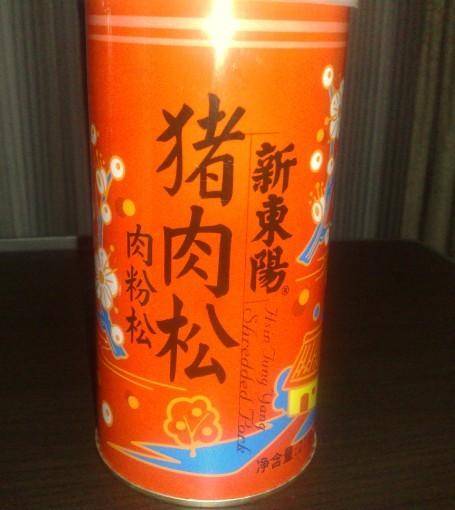 新東陽®
Hsin Tung Yang
Shredded Pork
猪肉松
肉粉松
净含量: